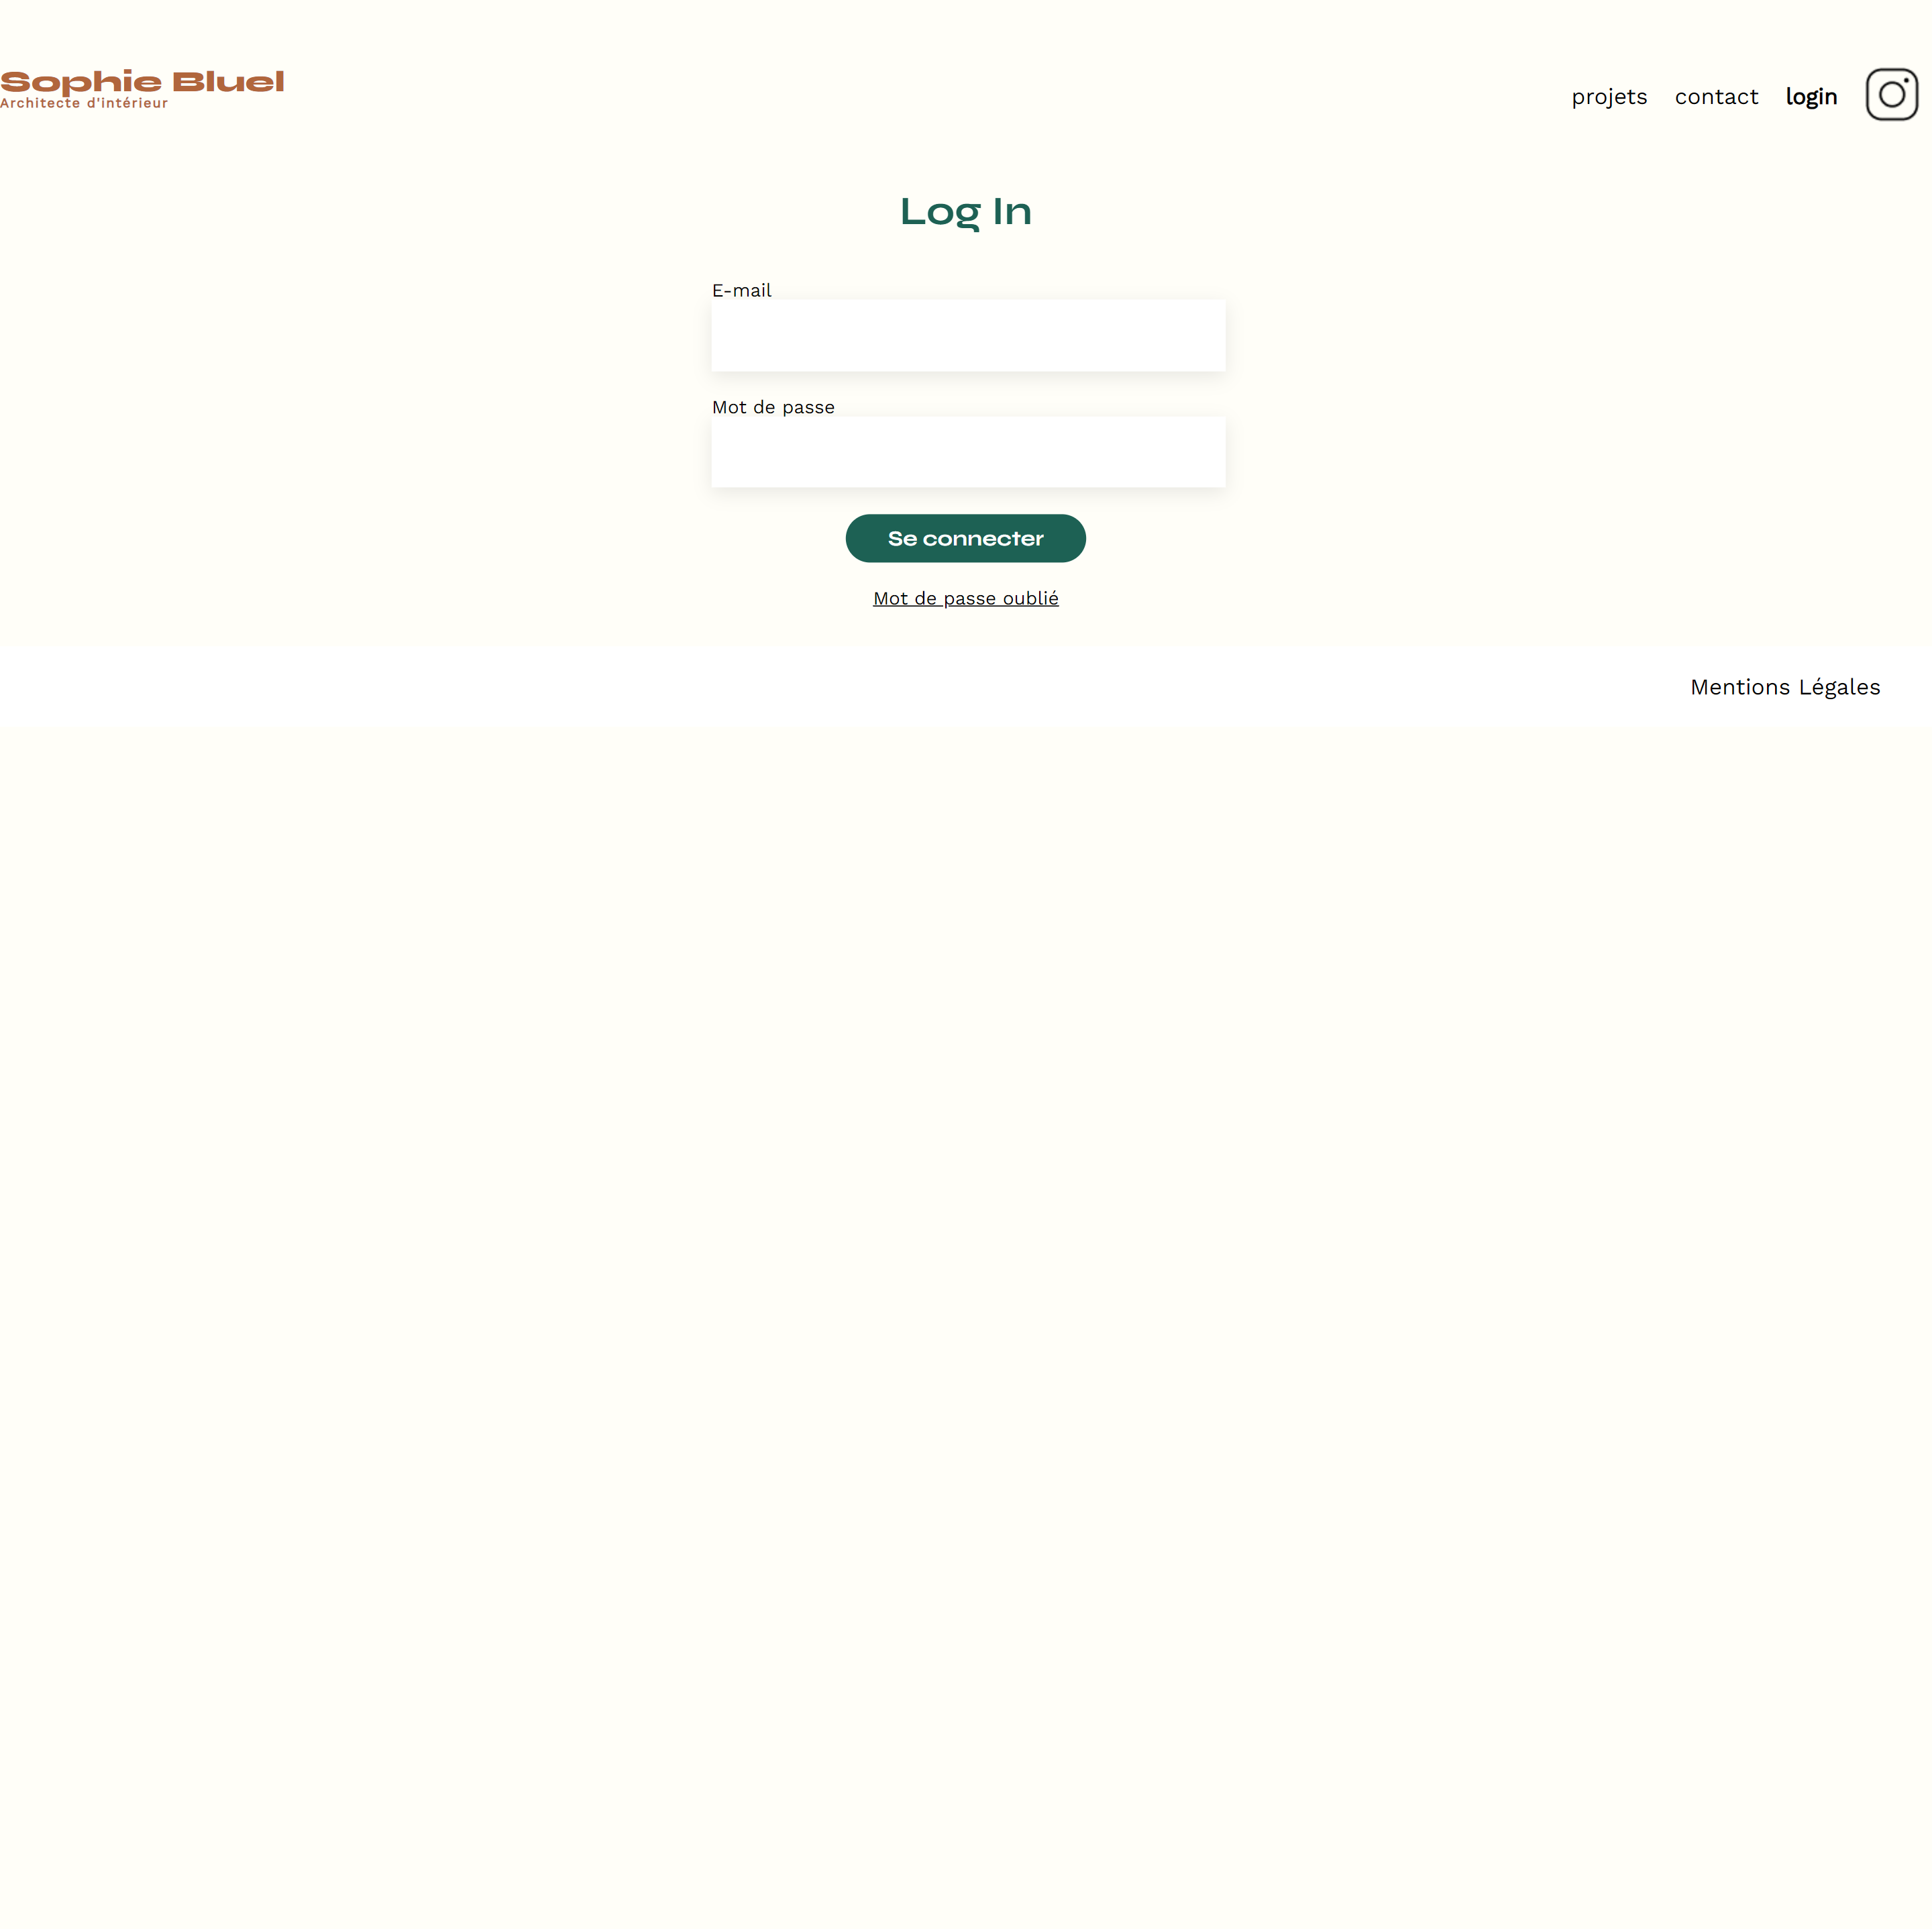 Sophie Bluel
Architecte d'intérieur
projets contact login
Log In
E-mail
Mot de passe
Se connecter
Mot de passe oublié
Mentions Légales